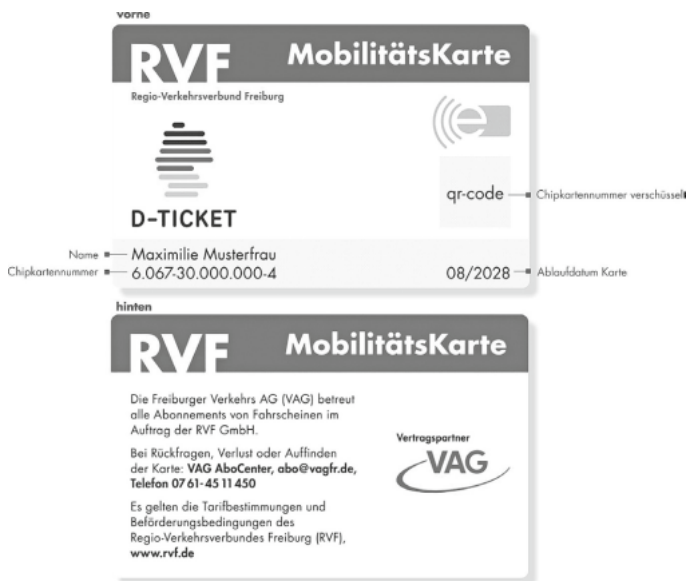 vorne
RVF MobilitätsKarte
Regio-Verkehrsverbund Freiburg
e
qr-code Chipkartennummer verschüssell
D-TICKET
Name Maximilie Musterfrau
Chipkartennummer 6.067-30.000.000-4 08/2028 Ablaufdatum Karte
hinten
RVF MobilitätsKarte
Die Freiburger Verkehrs AG (VAG) betreut
alle Abonnements von Fahrscheinen im
Auftrag der RVF GmbH.
Vertragspartner
VAG
Bei Rückfragen, Verlust oder Auffinden
der Karte: VAG AboCenter, abo@vagfr.de,
Telefon 07 61-45 11 450
Es gelten die Tarifbestimmungen und
Beförderungsbedingungen des
Regio-Verkehrsverbundes Freiburg (RVF),
www.rvf.de